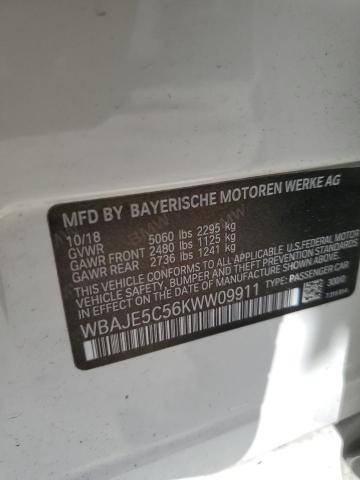 MFD BY BAYERISCHE MOTOREN WERKE AG
10/18
GVWR 5060 lbs 2295 kg
GAWR FRONT 2480 lbs 1125 kg
GAWR REAR 2736 lbs 1241 kg
THIS VEHICLE CONFORMS TO ALL APPLICABLE U.S. FEDERAL MOTOR
VEHICLE SAFETY, BUMPER AND THEFT PREVENTION STANDARDS
IN EFFECT ON THE DATE OF MANUFACTURE SHOWN ABOVE.
WBAJE5C56KWW09911 TYPE: PASSENGER CAR